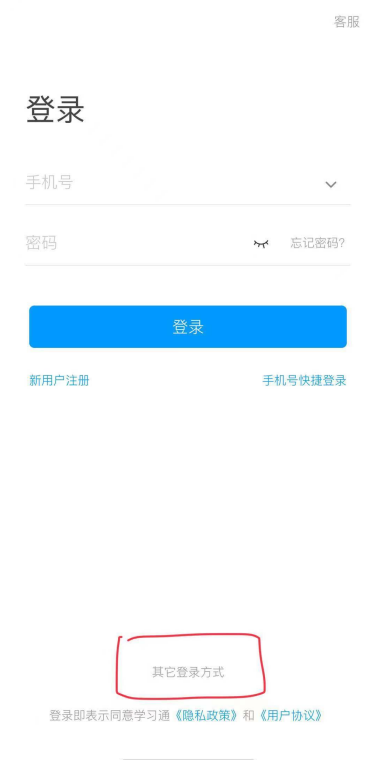 客服
登录
手机号
密码 忘记密码?
登录
新用户注册 手机号快捷登录
其它登录方式
登录即表示同意学习通《隐私政策》和《用户协议》